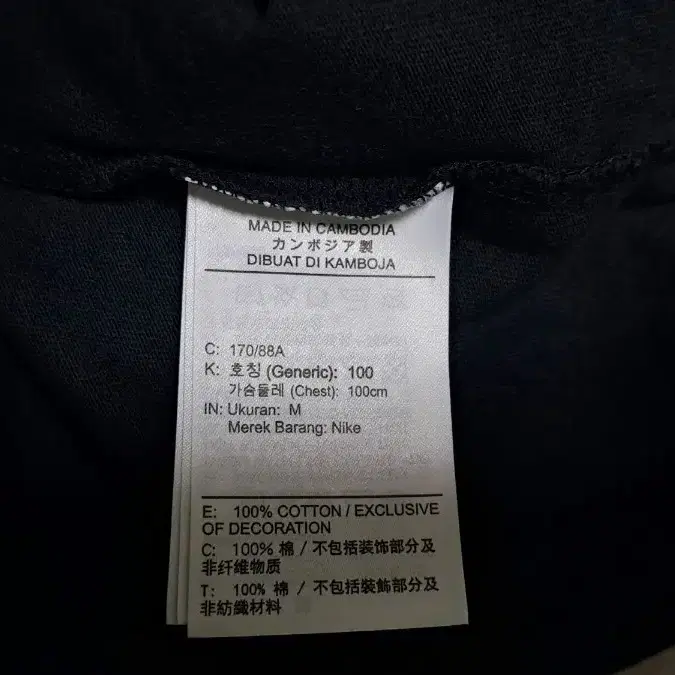 MADE IN CAMBODIA
カンボジア製
DIBUAT DI KAMBOJA
C: 170/88A
K: 호칭 (Generic): 100
가슴둘레 (Chest): 100cm
IN: Ukuran: M
Merek Barang: Nike
E: 100% COTTON / EXCLUSIVE
OF DECORATION
C: 100% 棉 / 不包括装饰部分及
非纤维物质
T: 100% 棉 / 不包括裝飾部分及
非紡織材料